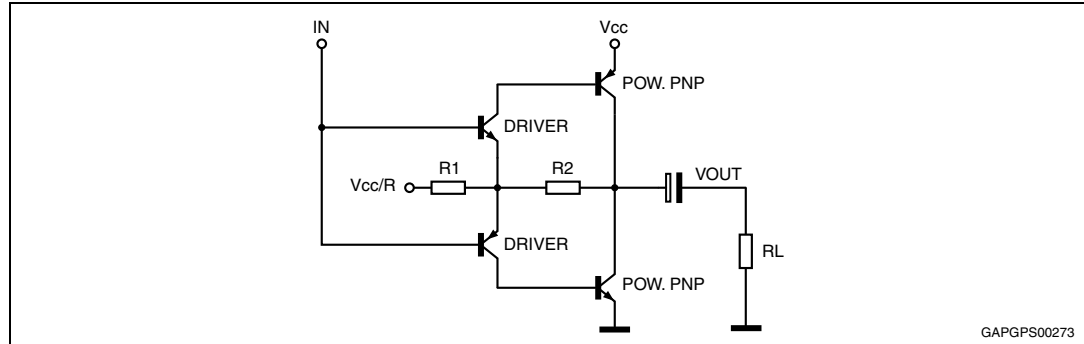 IN
Vcc
POW. PNP
DRIVER
R1
R2
VOUT
Vcc/R
DRIVER
RL
POW. PNP
GAPGPS00273